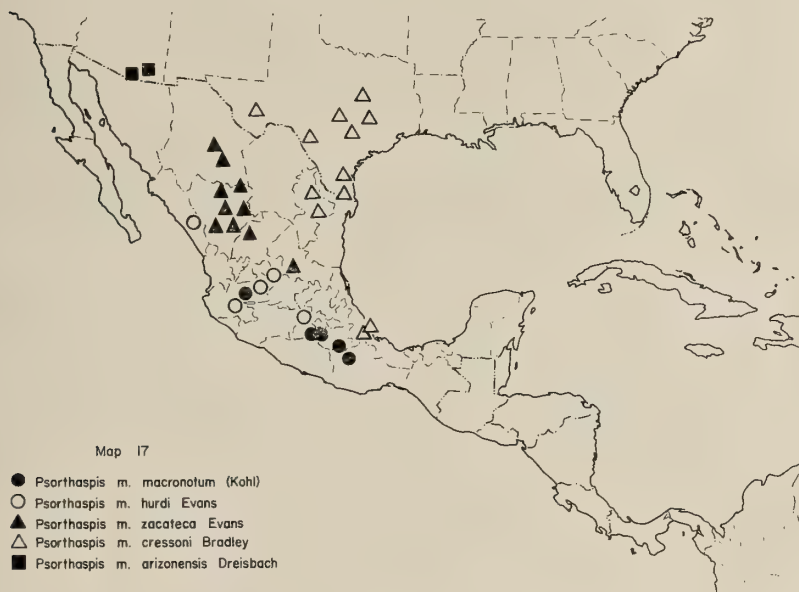 Map 17
Psorthaspis m. macronotum (Kohl)
Psorthaspis m. hurdi Evans
Psorthaspis m. zacateca Evans
Psorthaspis m. cressoni Bradley
Psorthaspis m. arizonensis Dreisbach